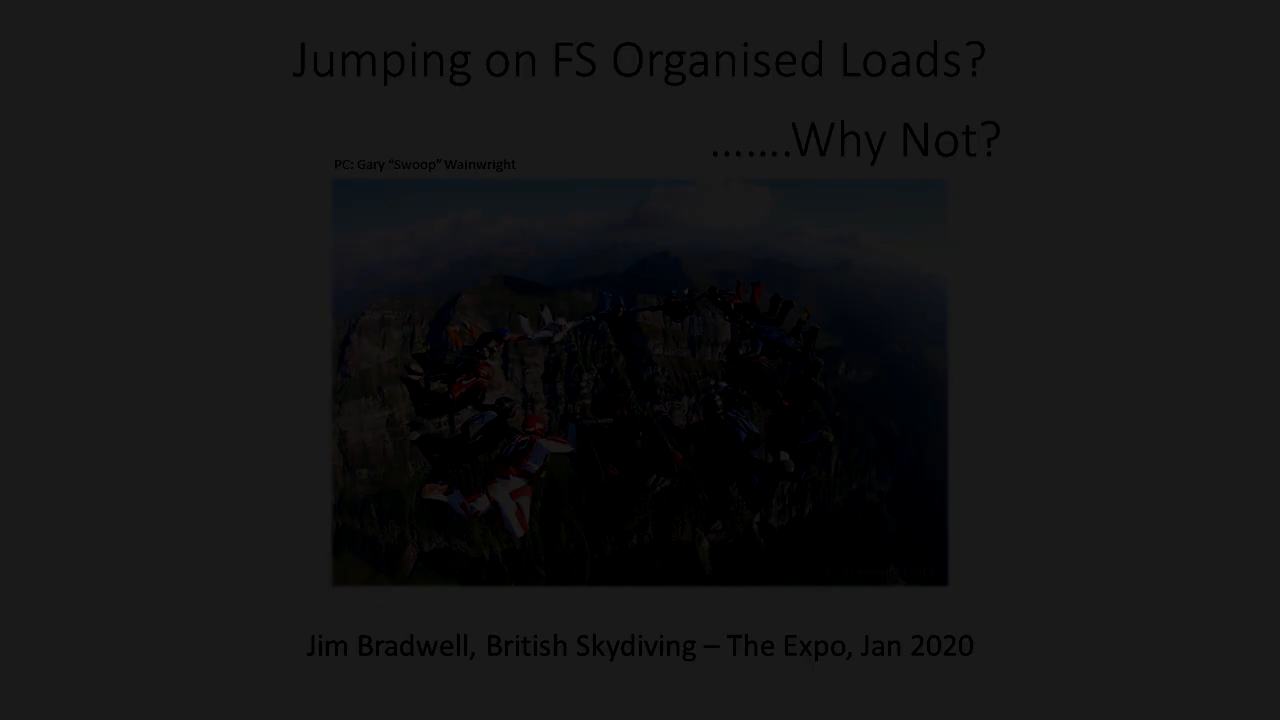 Jumping on FS Organised Loads?
.......Why Not?
PC: Gary “Swoop” Wainwright
Jim Bradwell, British Skydiving – The Expo, Jan 2020